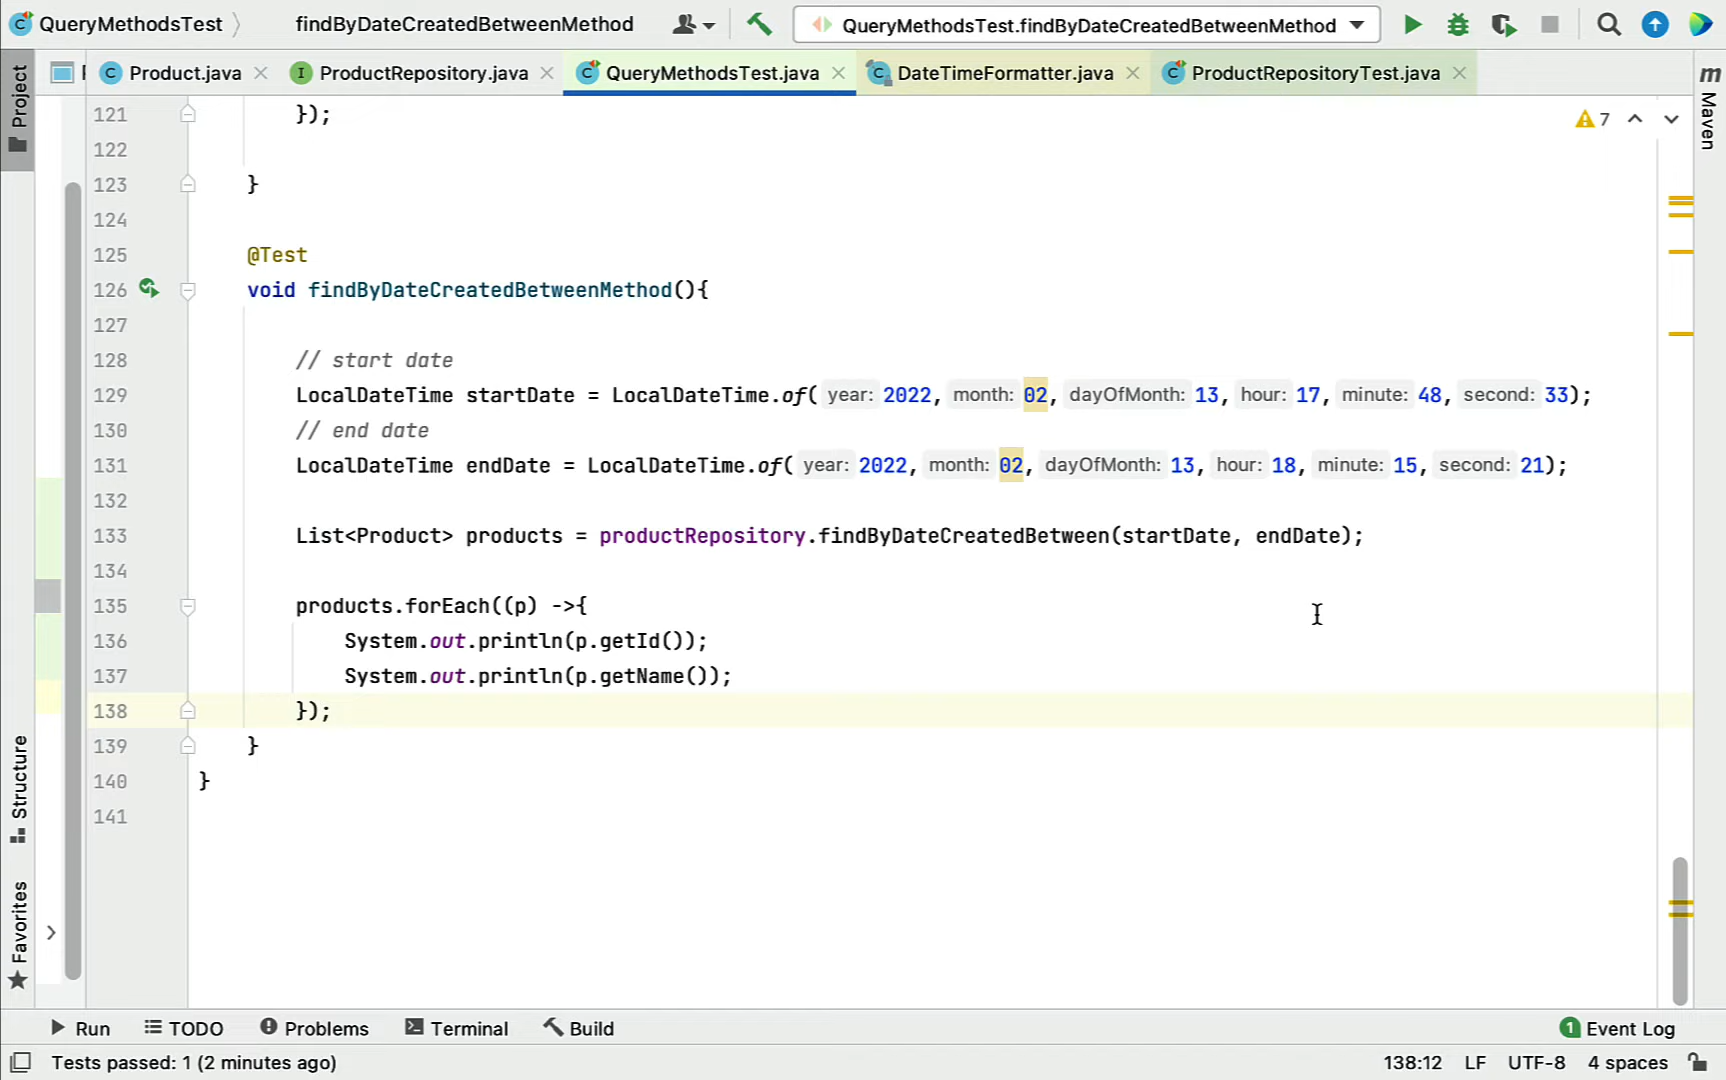 QueryMethodsTest findByDateCreatedBetweenMethod QueryMethodsTest.findByDateCreatedBetweenMethod
Project
Product.java ProductRepository.java QueryMethodsTest.java DateTimeFormatter.java ProductRepositoryTest.java
m Maven
7
121 });
122
123 }
124
125 @Test
126 void findByDateCreatedBetweenMethod(){
127
128 // start date
129 LocalDateTime startDate = LocalDateTime.of( year: 2022, month: 02, dayOfMonth: 13, hour: 17, minute: 48, second: 33);
130 // end date
131 LocalDateTime endDate = LocalDateTime.of( year: 2022, month: 02, dayOfMonth: 13, hour: 18, minute: 15, second: 21);
132
133 List<Product> products = productRepository.findByDateCreatedBetween(startDate, endDate);
134
135 products.forEach((p) ->{
136 System.out.println(p.getId());
137 System.out.println(p.getName());
138 });
139 }
140 }
141
Structure
Favorites
Run TODO Problems Terminal Build 1 Event Log
Tests passed: 1 (2 minutes ago) 138:12 LF UTF-8 4 spaces